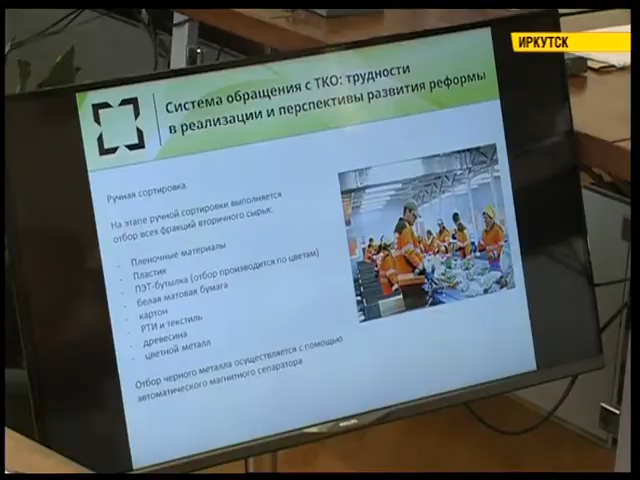 ИРКУТСК
Система обращения с ТКО: трудности
в реализации и перспективы развития реформы
Ручная сортировка.
На этапе ручной сортировки выполняется
отбор всех фракций вторичного сырья:
- Пленочные материалы
- Пластик
- ПЭТ-бутылка (отбор производится по цветам)
- белая матовая бумага
- картон
- РТИ и текстиль
- древесина
- цветной металл
Отбор черного металла осуществляется с помощью
автоматического магнитного сепаратора
PHILIPS